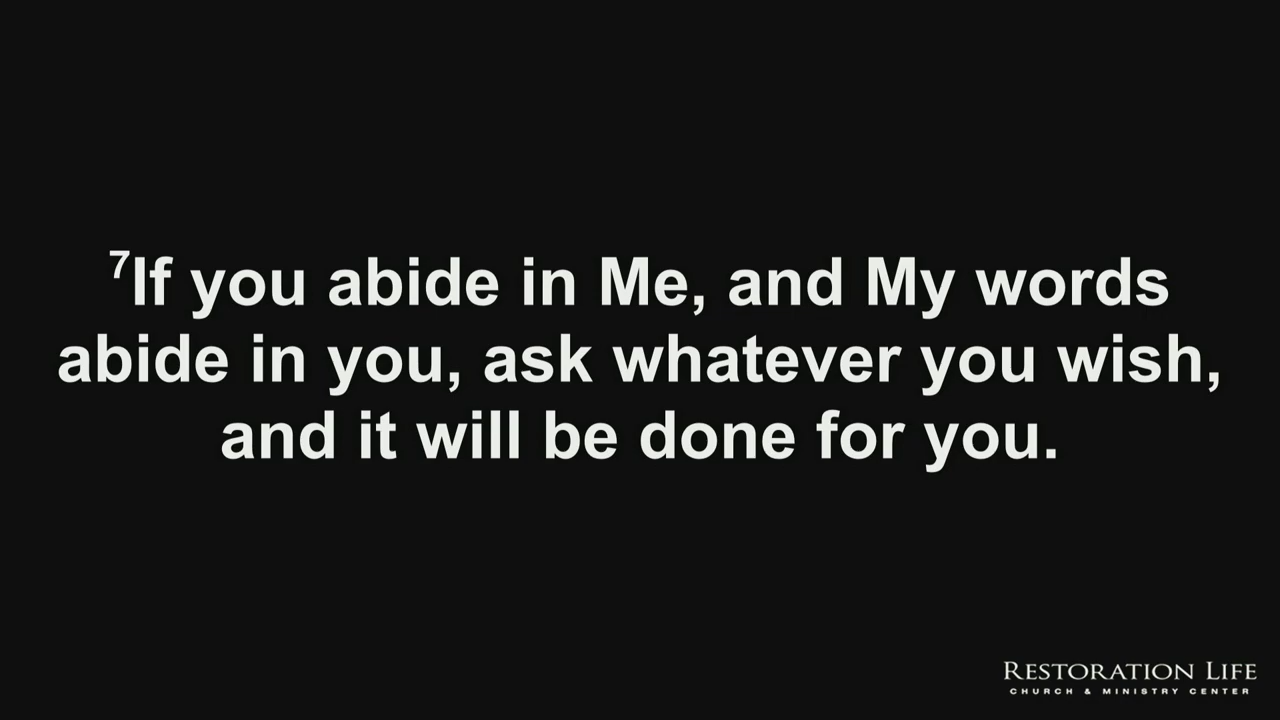 ⁷If you abide in Me, and My words
abide in you, ask whatever you wish,
and it will be done for you.
RESTORATION LIFE
CHURCH & MINISTRY CENTER